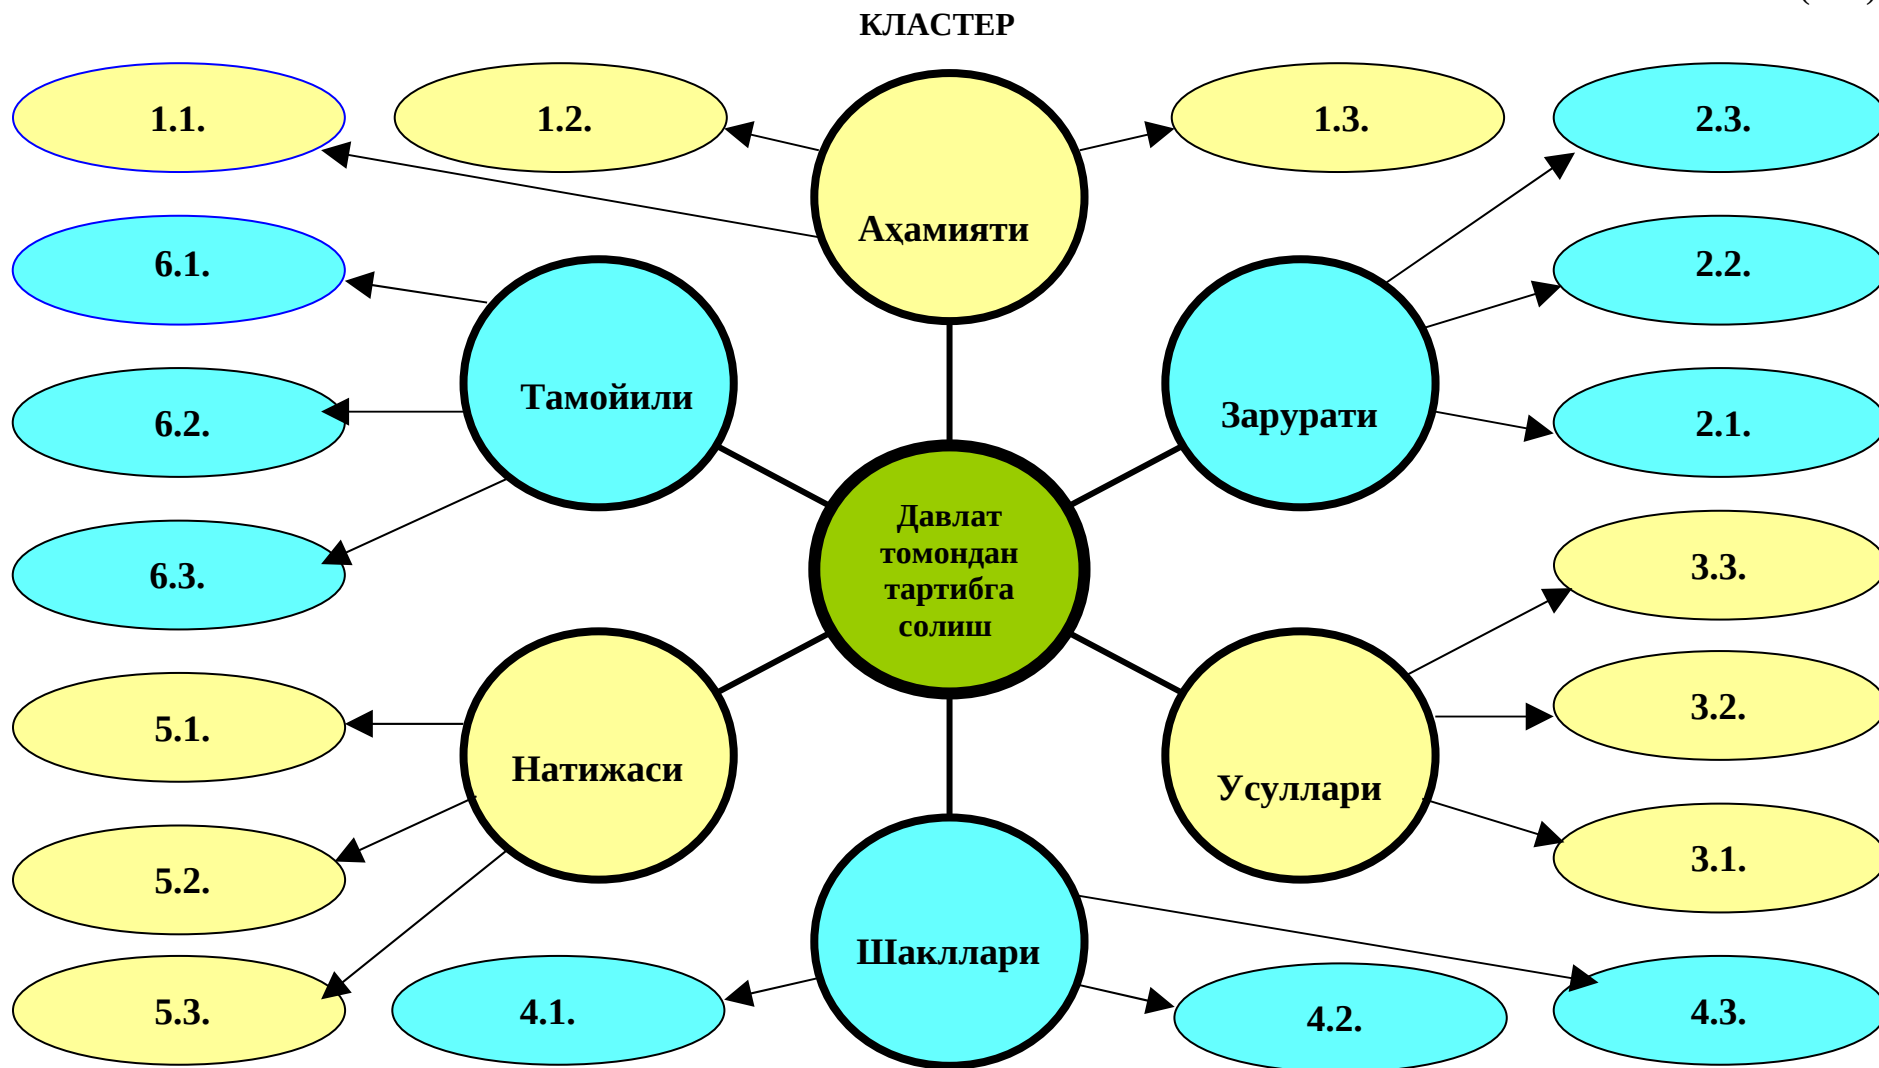 КЛАСТЕР
1.1.
1.2.
1.3.
2.3.
Аҳамияти
6.1.
2.2.
Тамойили
Зарурати
6.2.
2.1.
Давлат
томондан
тартибга
солиш
6.3.
3.3.
5.1.
Натижаси
Усуллари
3.2.
5.2.
3.1.
Шакллари
5.3.
4.1.
4.2.
4.3.